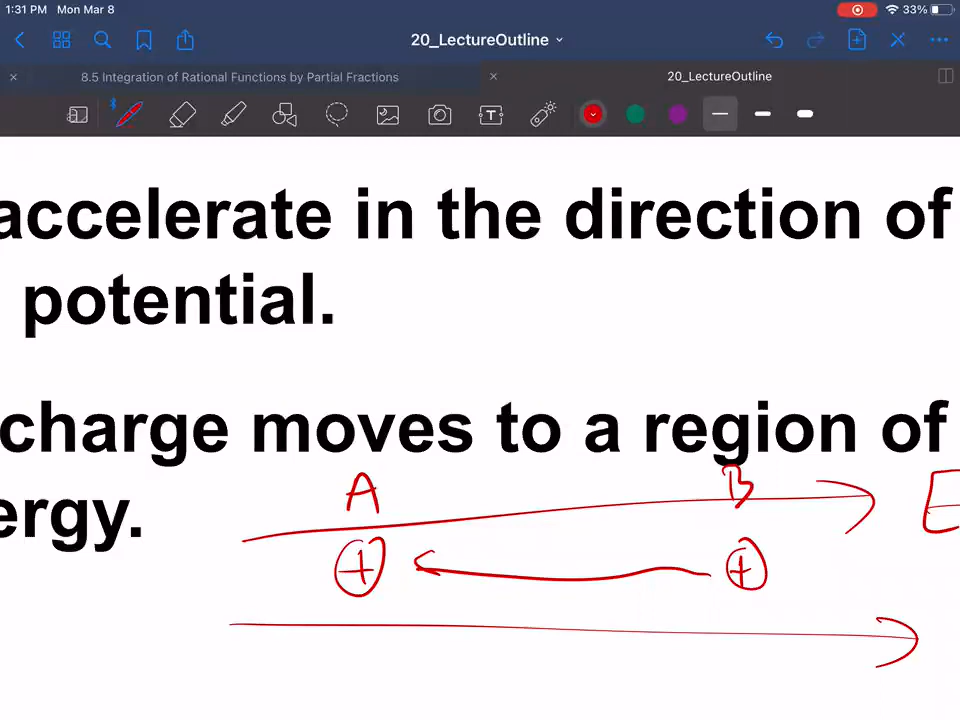 1:31 PM Mon Mar 8
33%
20_LectureOutline
8.5 Integration of Rational Functions by Partial Fractions
20_LectureOutline
T
accelerate in the direction of
potential.
charge moves to a region of
ergy.
A B E
+ +